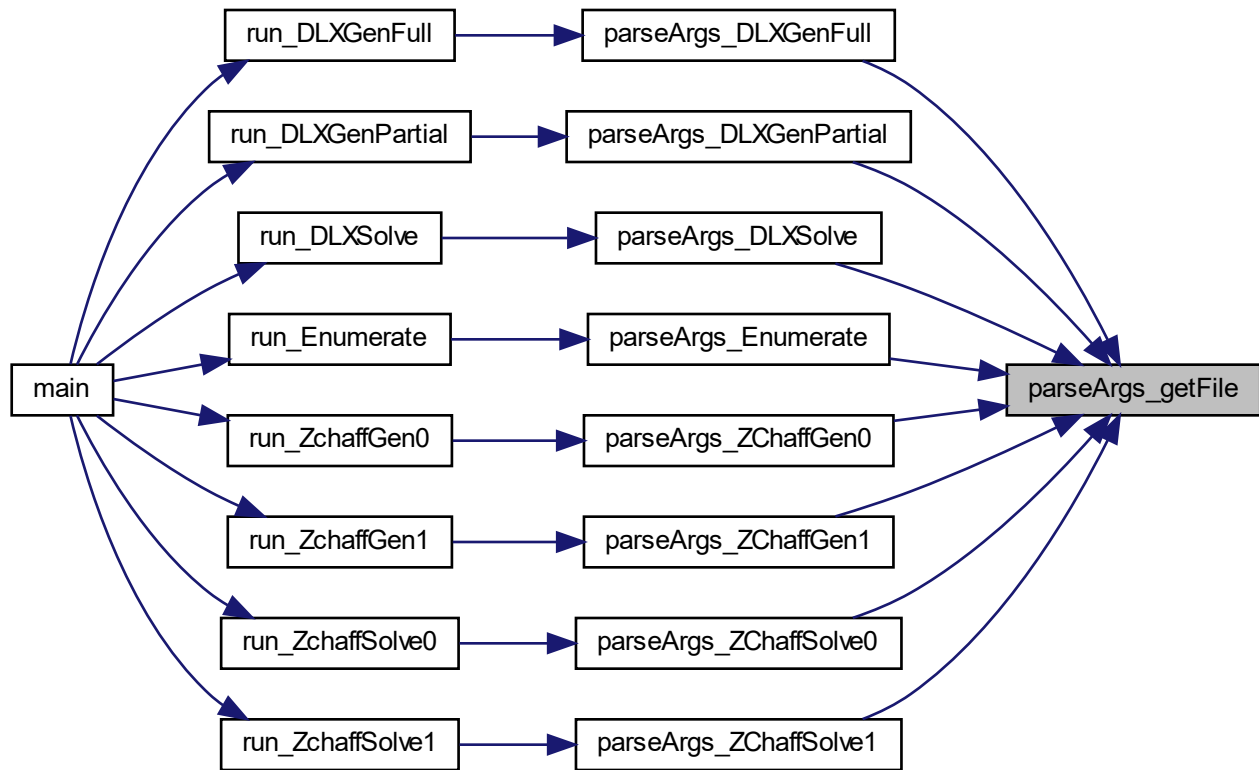 run_DLXGenFull
parseArgs_DLXGenFull
run_DLXGenPartial
parseArgs_DLXGenPartial
run_DLXSolve
parseArgs_DLXSolve
run_Enumerate
parseArgs_Enumerate
main
parseArgs_getFile
run_ZchaffGen0
parseArgs_ZChaffGen0
run_ZchaffGen1
parseArgs_ZChaffGen1
run_ZchaffSolve0
parseArgs_ZChaffSolve0
run_ZchaffSolve1
parseArgs_ZChaffSolve1